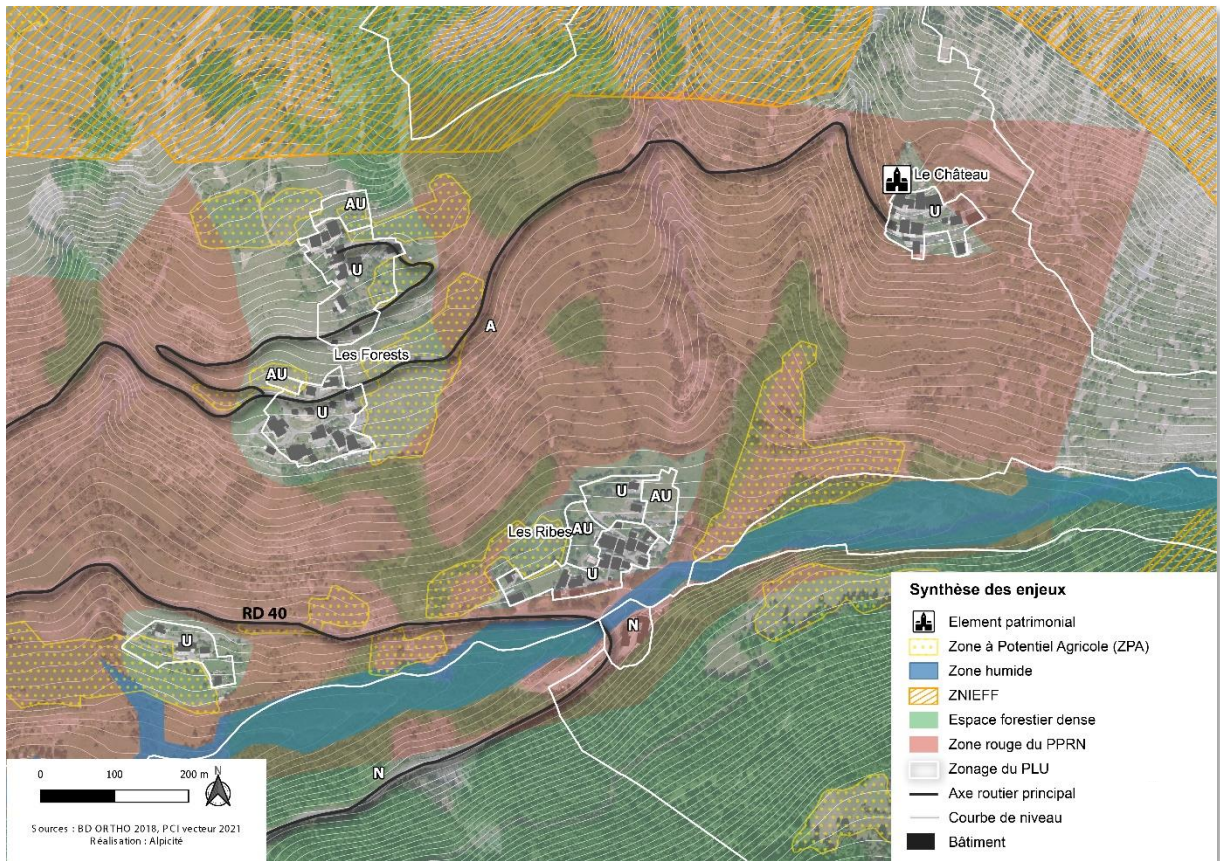 Le Château
AU
U
U
A
Les Forests
AU
U
U
AU
Les Ribes
AU
U
RD 40
N
U
N
Synthèse des enjeux
Element patrimonial
Zone à Potentiel Agricole (ZPA)
Zone humide
ZNIEFF
Espace forestier dense
Zone rouge du PPRN
Zonage du PLU
Axe routier principal
Courbe de niveau
Bâtiment
0 100 200 m
N
Sources : BD ORTHO 2018, PCI vecteur 2021
Réalisation : Alpicité